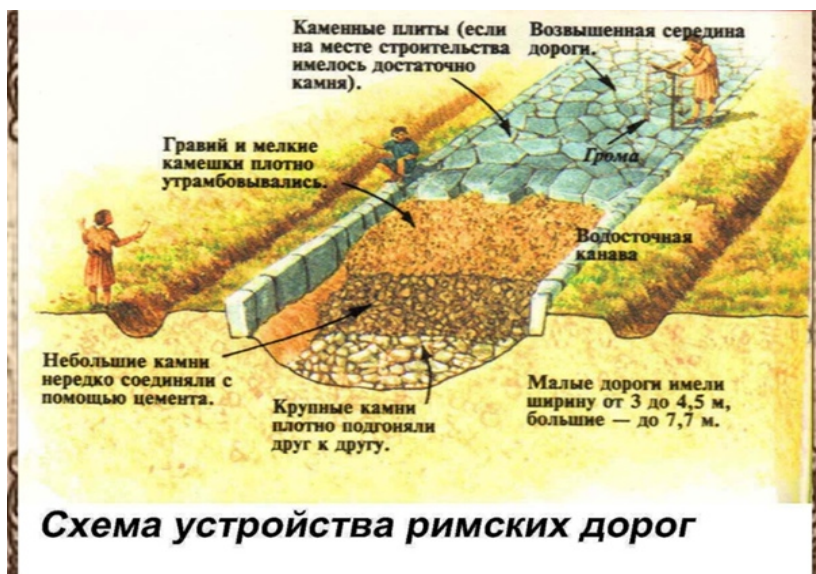 Каменные плиты (если
на месте строительства
имелось достаточно
камня).
Возвышенная середина
дороги.
Гравий и мелкие
камешки плотно
утрамбовывались.
Грома
Водосточная
канава
Небольшие камни
нередко соединяли с
помощью цемента.
Крупные камни
плотно подгоняли
друг к другу.
Малые дороги имели
ширину от 3 до 4,5 м,
большие — до 7,7 м.
Схема устройства римских дорог